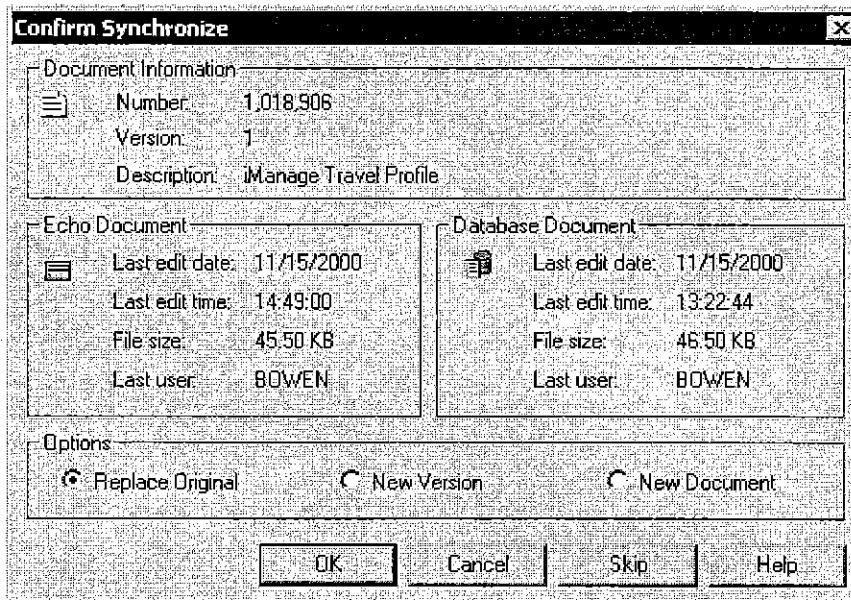 Confirm Synchronize
Document Information
Number: 1,018,906
Version: 1
Description: iManage Travel Profile
Echo Document
Last edit date: 11/15/2000
Last edit time: 14:49:00
File size: 45.50 KB
Last user: BOWEN
Database Document
Last edit date: 11/15/2000
Last edit time: 13:22:44
File size: 46.50 KB
Last user: BOWEN
Options
Replace Original New Version New Document
OK Cancel Skip Help